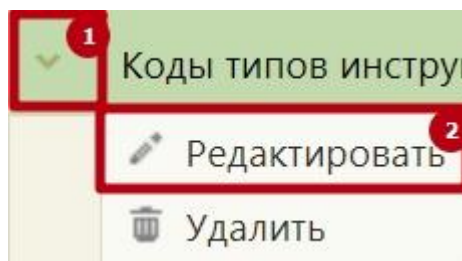 1
Коды типов инстру
2
Редактировать
Удалить